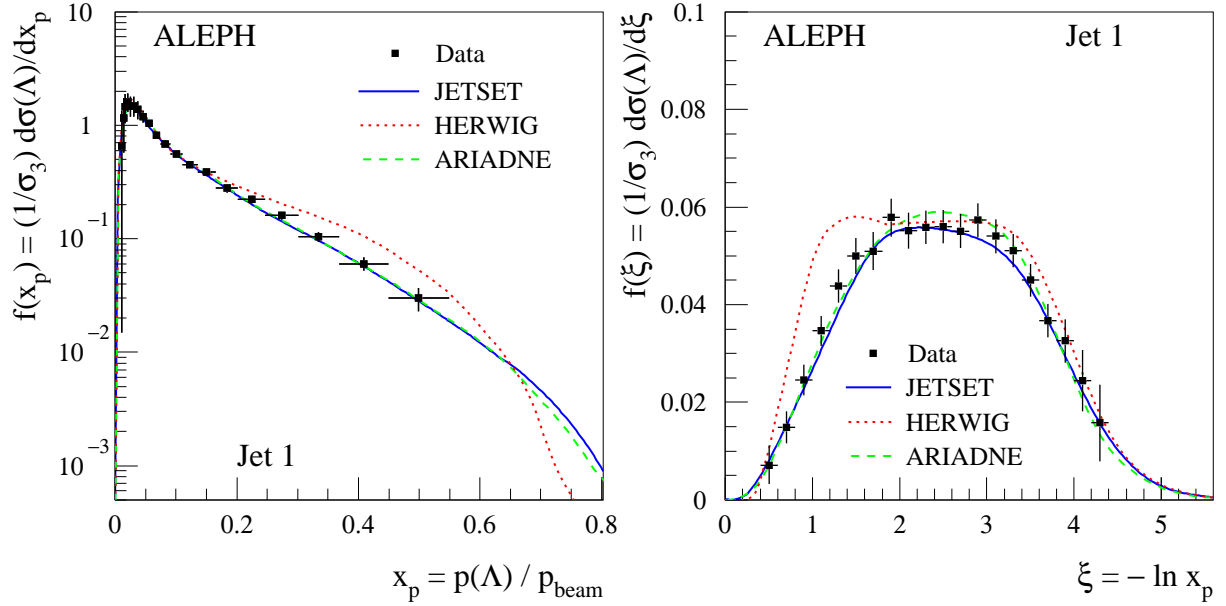 f(x_p) = (1/σ_3) dσ(Λ)/dx_p
ALEPH
Data
JETSET
HERWIG
ARIADNE
Jet 1
10
1
10^−1
10^−2
10^−3
0 0.2 0.4 0.6 0.8
x_p = p(Λ) / p_beam
f(ξ) = (1/σ_3) dσ(Λ)/dξ
ALEPH Jet 1
Data
JETSET
HERWIG
ARIADNE
0.1
0.08
0.06
0.04
0.02
0
0 1 2 3 4 5
ξ = − ln x_p